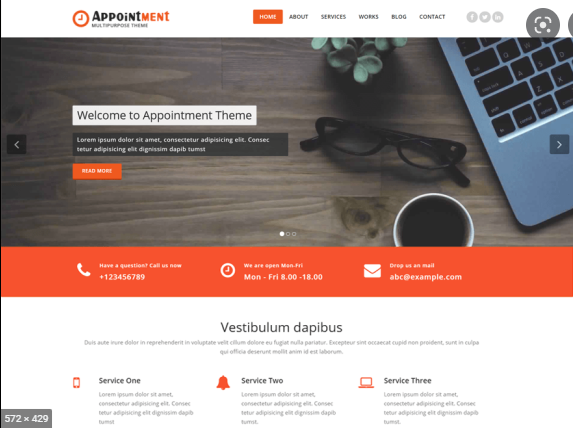 APPOINTMENT
MULTIPURPOSE THEME
HOME ABOUT SERVICES WORKS BLOG CONTACT
Welcome to Appointment Theme
Lorem ipsum dolor sit amet, consectetur adipisicing elit. Consec
tetur adipisicing elit dignissim dapib tumst
READ MORE
Have a question? Call us now
+123456789
We are open Mon-Fri
Mon - Fri 8.00 -18.00
Drop us an mail
abc@example.com
Vestibulum dapibus
Duis aute irure dolor in reprehenderit in voluptate velit cillum dolore eu fugiat nulla pariatur. Excepteur sint occaecat cupid non proident, sunt in culpa
qui officia deserunt mollit anim id est laborum.
Service One
Lorem ipsum dolor sit amet,
consectetur adipisicing elit. Consec
tetur adipisicing elit dignissim dapib
tumst
Service Two
Lorem ipsum dolor sit amet,
consectetur adipisicing elit. Consec
tetur adipisicing elit dignissim dapib
tumst.
Service Three
Lorem ipsum dolor sit amet,
consectetur adipisicing elit. Consec
tetur adipisicing elit dignissim dapib
tumst.
572 × 429